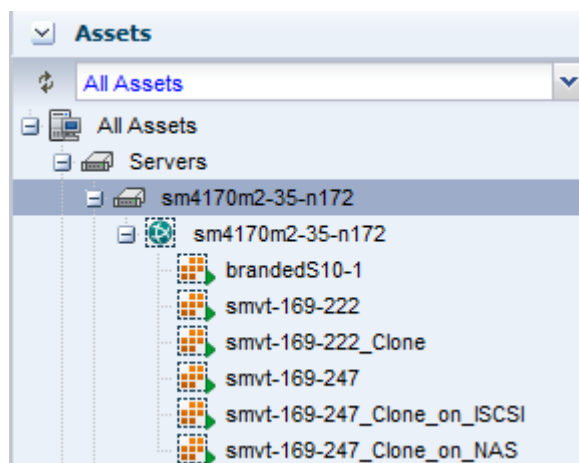 Assets
All Assets
All Assets
Servers
sm4170m2-35-n172
sm4170m2-35-n172
brandedS10-1
smvt-169-222
smvt-169-222_Clone
smvt-169-247
smvt-169-247_Clone_on_ISCSI
smvt-169-247_Clone_on_NAS